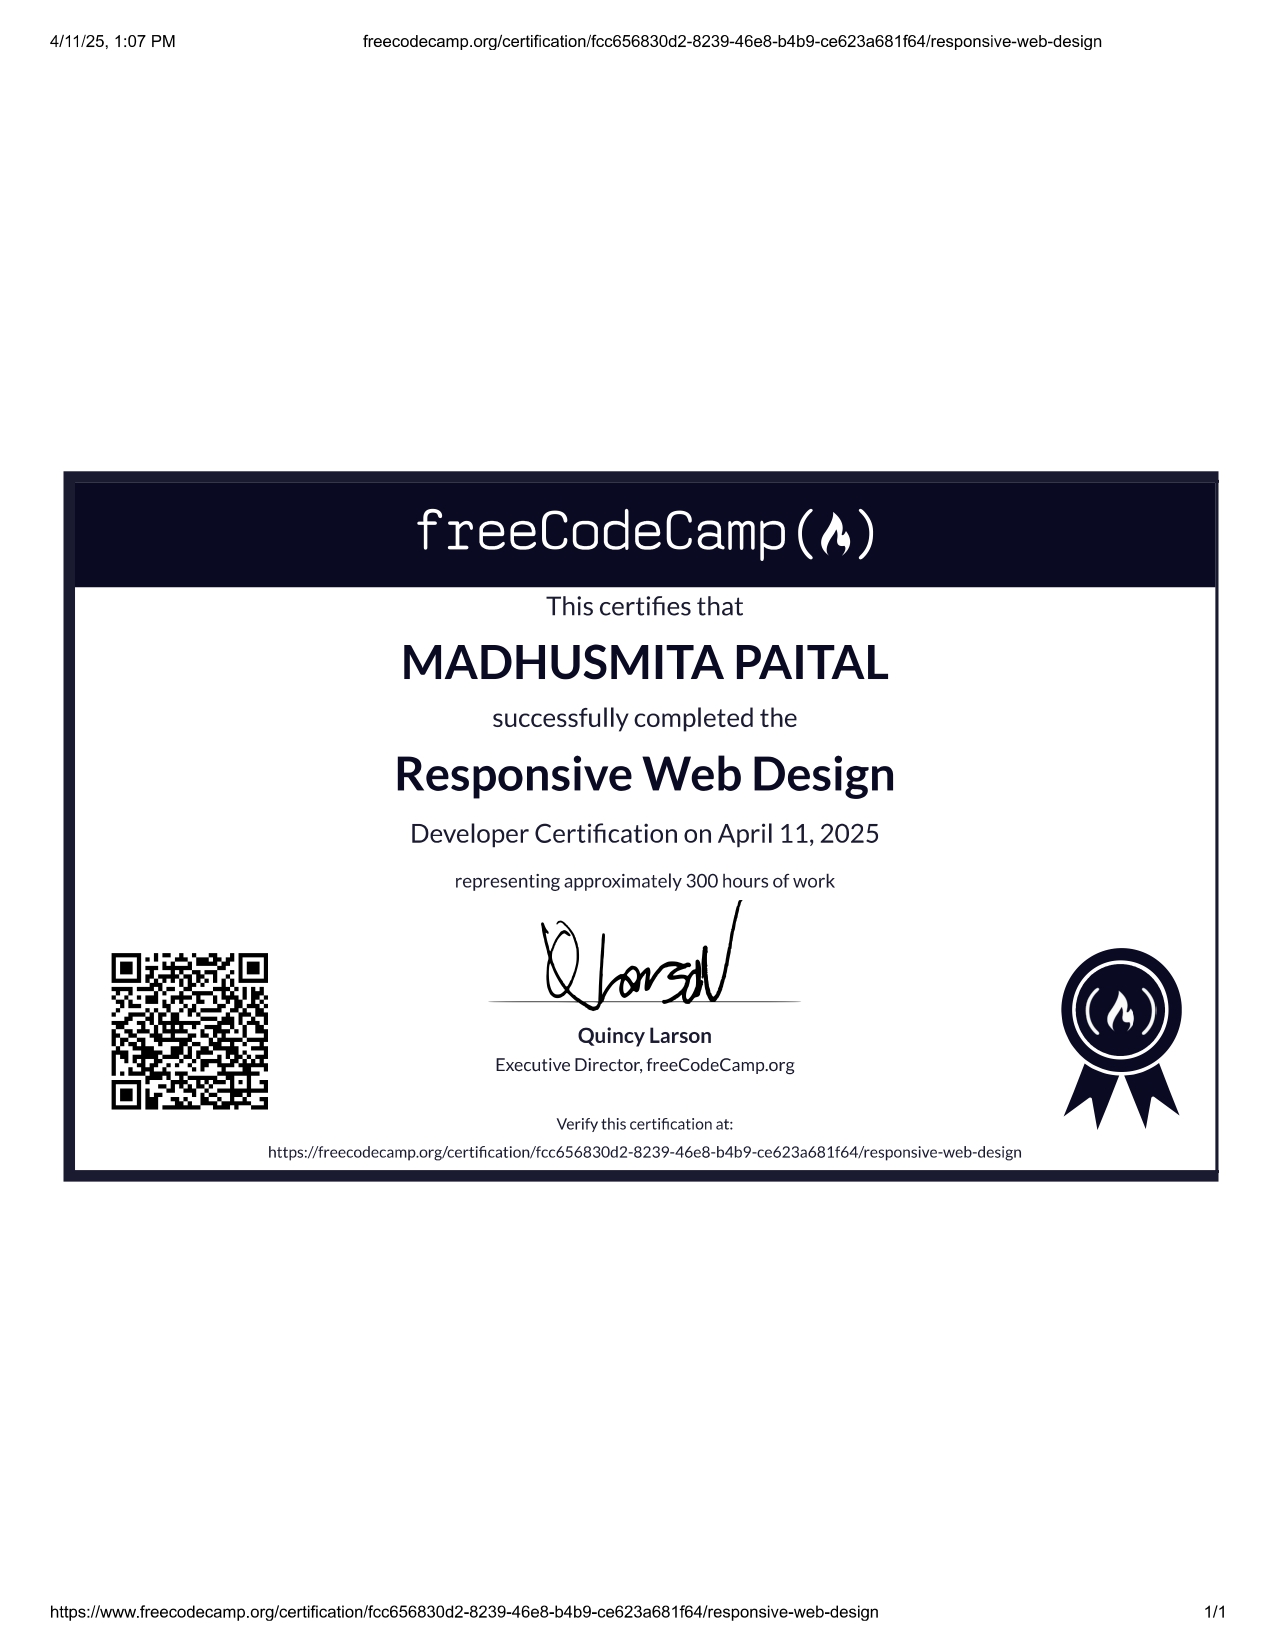 4/11/25, 1:07 PM freecodecamp.org/certification/fcc656830d2-8239-46e8-b4b9-ce623a681f64/responsive-web-design
freeCodeCamp
This certifies that
MADHUSMITA PAITAL
successfully completed the
Responsive Web Design
Developer Certification on April 11, 2025
representing approximately 300 hours of work
Q Larson
Quincy Larson
Executive Director, freeCodeCamp.org
Verify this certification at:
https://freecodecamp.org/certification/fcc656830d2-8239-46e8-b4b9-ce623a681f64/responsive-web-design
https://www.freecodecamp.org/certification/fcc656830d2-8239-46e8-b4b9-ce623a681f64/responsive-web-design 1/1